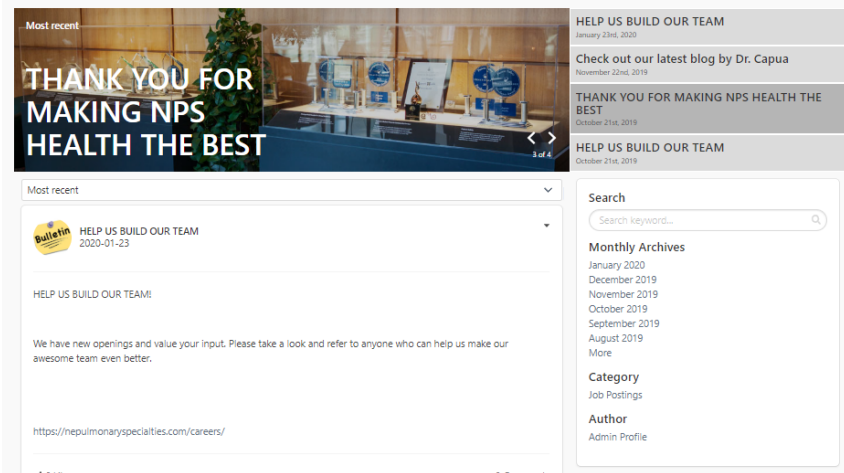 Most recent
THANK YOU FOR
MAKING NPS
HEALTH THE BEST
3 of 4
HELP US BUILD OUR TEAM
January 23rd, 2020
Check out our latest blog by Dr. Capua
November 22nd, 2019
THANK YOU FOR MAKING NPS HEALTH THE
BEST
October 21st, 2019
HELP US BUILD OUR TEAM
October 21st, 2019
Most recent
Bulletin
HELP US BUILD OUR TEAM
2020-01-23
HELP US BUILD OUR TEAM!
We have new openings and value your input. Please take a look and refer to anyone who can help us make our
awesome team even better.
https://nepulmonaryspecialties.com/careers/
Search
Search keyword...
Monthly Archives
January 2020
December 2019
November 2019
October 2019
September 2019
August 2019
More
Category
Job Postings
Author
Admin Profile